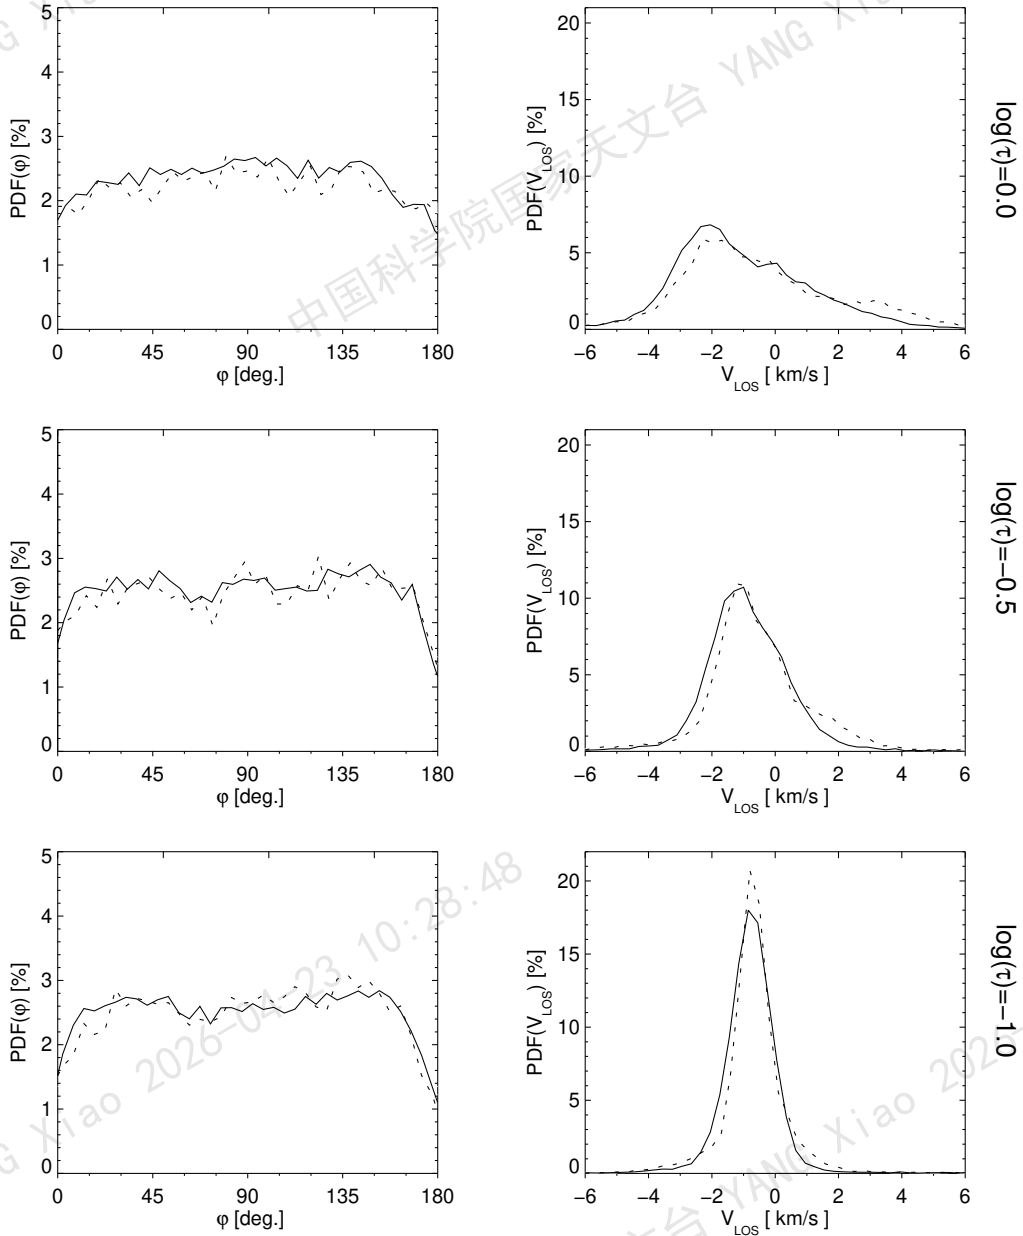 5
4
3
2
1
0
PDF(φ) [%]
0 45 90 135 180
φ [deg.]
20
15
10
5
0
PDF(V_LOS) [%]
−6 −4 −2 0 2 4 6
V_LOS [ km/s ]
log(τ)=0.0
5
4
3
2
1
0
PDF(φ) [%]
0 45 90 135 180
φ [deg.]
20
15
10
5
0
PDF(V_LOS) [%]
−6 −4 −2 0 2 4 6
V_LOS [ km/s ]
log(τ)=−0.5
5
4
3
2
1
0
PDF(φ) [%]
0 45 90 135 180
φ [deg.]
20
15
10
5
0
PDF(V_LOS) [%]
−6 −4 −2 0 2 4 6
V_LOS [ km/s ]
log(τ)=−1.0
中国科学院国家天文台 YANG Xi
YANG Xiao 2026-04-23 10:28:48
文台 YANG Xiao 2026-